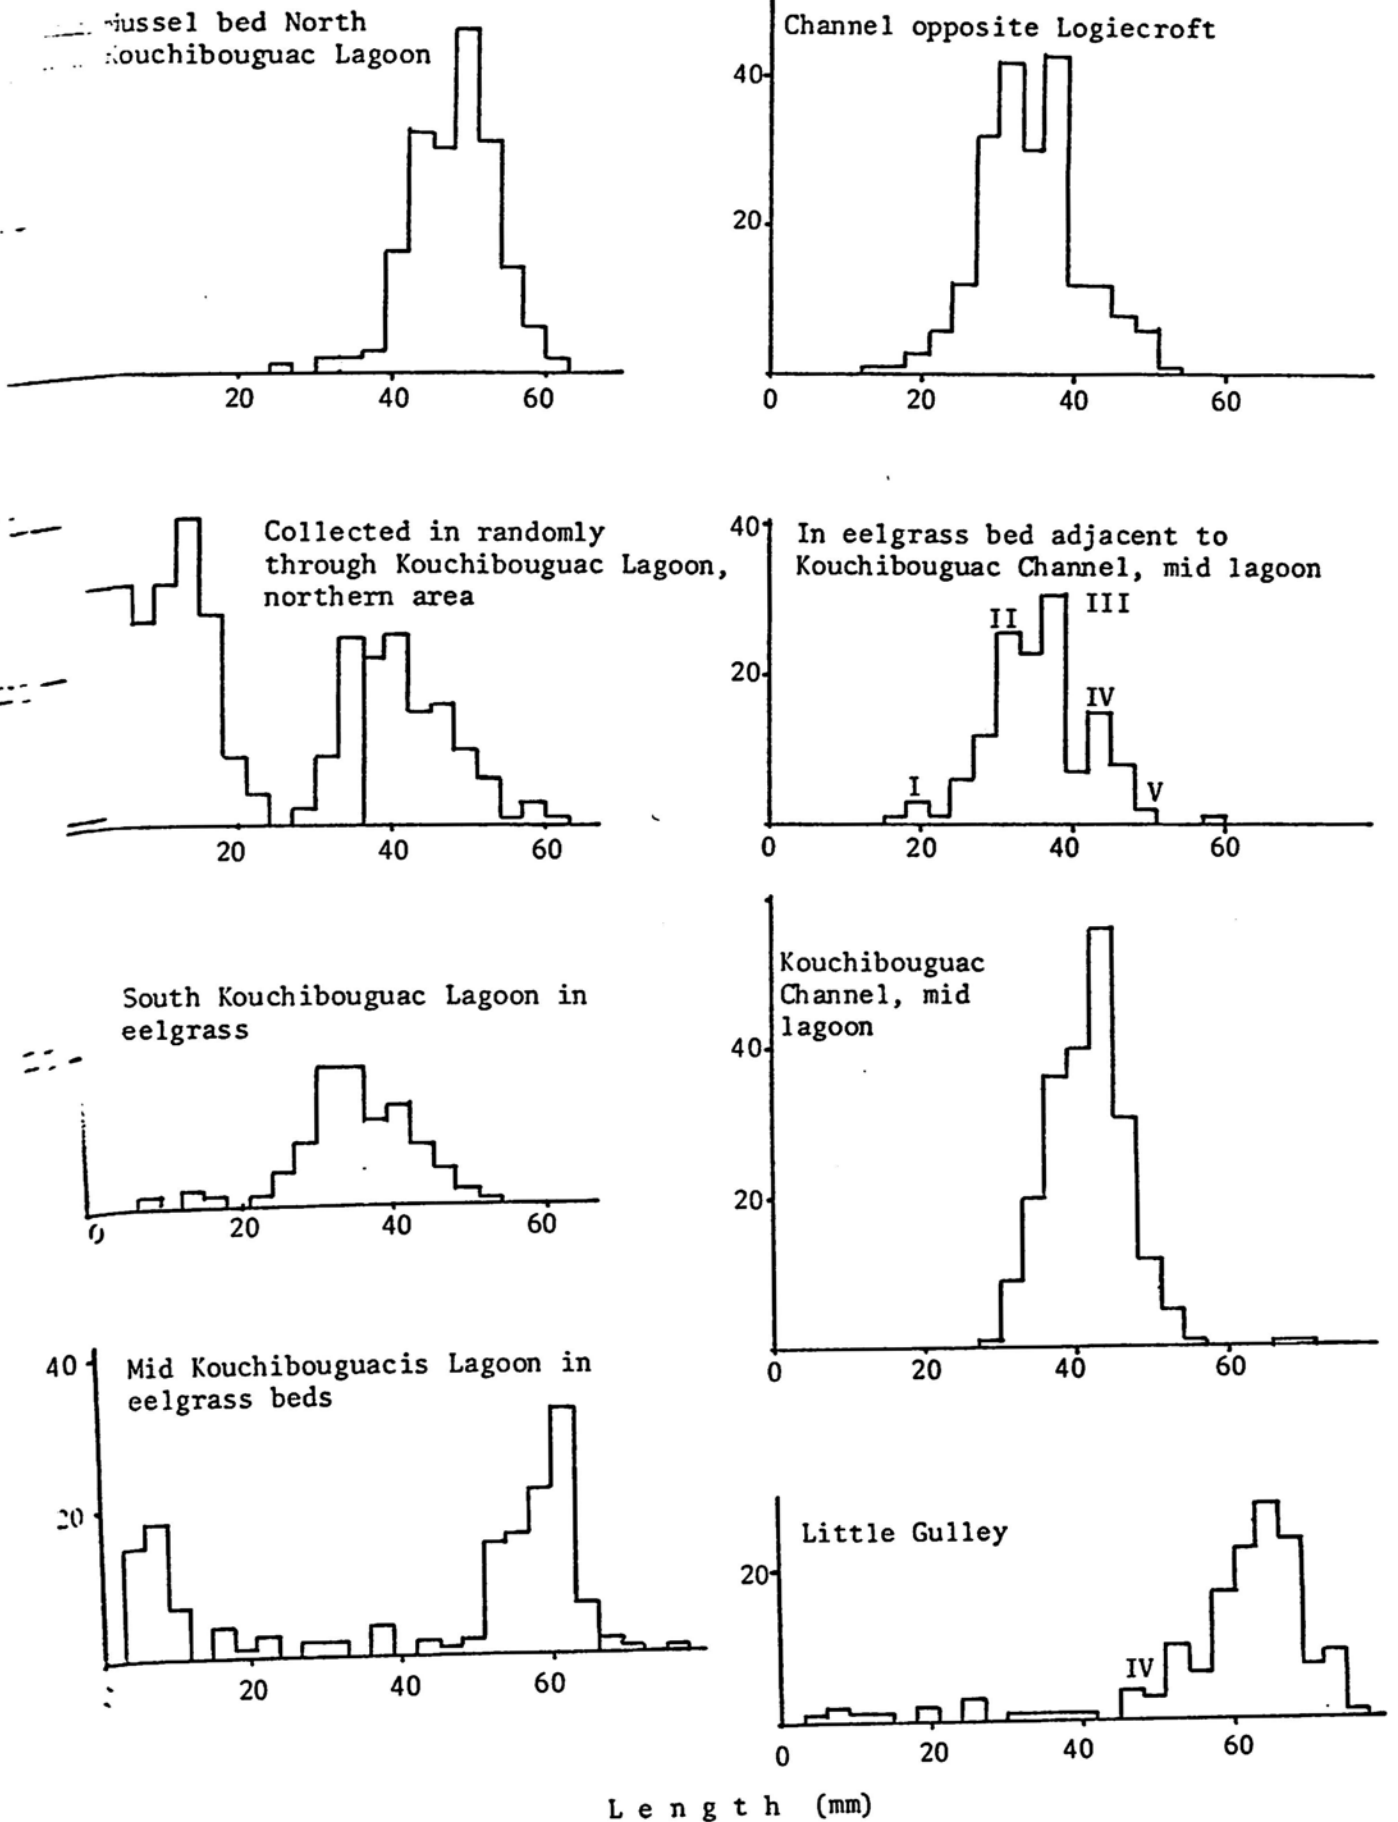 bed North
Lagoon
20 40 60
Channel opposite Logiecroft
40
20
0 20 40 60
Collected in randomly
through Kouchibouguac Lagoon,
northern area
20 40 60
40
In eelgrass bed adjacent to
Kouchibouguac Channel, mid lagoon
II III
20
IV
I V
0 20 40 60
South Kouchibouguac Lagoon in
eelgrass
0 20 40 60
Kouchibouguac
Channel, mid
lagoon
40
20
0 20 40 60
40
Mid Kouchibouguacis Lagoon in
eelgrass beds
20
20 40 60
Little Gulley
20
IV
0 20 40 60
Length (mm)